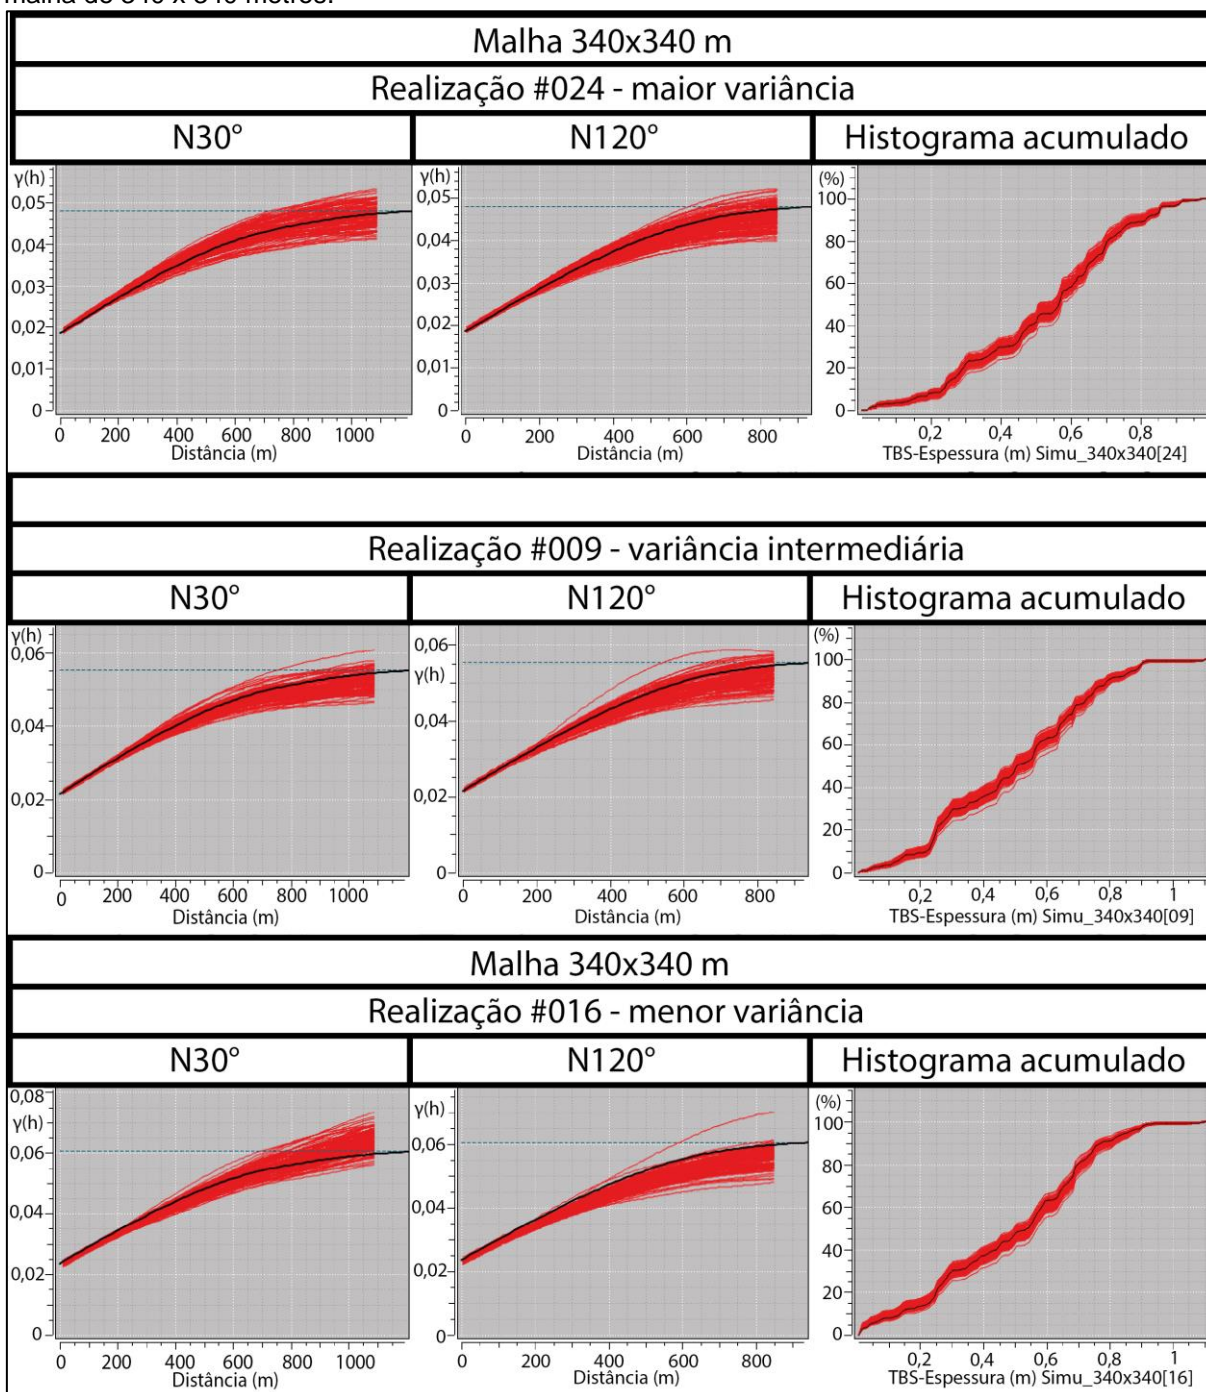 malha de 340 x 340 metros.
Malha 340x340 m
Realização #024 - maior variância
N30° N120° Histograma acumulado
γ(h)
0,05
0,04
0,03
0,02
0,01
0
0 200 400 600 800 1000
Distância (m)
γ(h)
0,05
0,04
0,03
0,02
0,01
0
0 200 400 600 800
Distância (m)
(%)
100
80
60
40
20
0
0,2 0,4 0,6 0,8
TBS-Espessura (m) Simu_340x340[24]
Realização #009 - variância intermediária
N30° N120° Histograma acumulado
γ(h)
0,06
0,04
0,02
0
0 200 400 600 800 1000
Distância (m)
0,06
γ(h)
0,04
0,02
0
0 200 400 600 800
Distância (m)
(%)
100
80
60
40
20
0
0,2 0,4 0,6 0,8 1
TBS-Espessura (m) Simu_340x340[09]
Malha 340x340 m
Realização #016 - menor variância
N30° N120° Histograma acumulado
0,08
γ(h)
0,06
0,04
0,02
0
0 200 400 600 800 1000
Distância (m)
γ(h)
0,06
0,04
0,02
0
0 200 400 600 800
Distância (m)
(%)
100
80
60
40
20
0
0,2 0,4 0,6 0,8 1
TBS-Espessura (m) Simu_340x340[16]